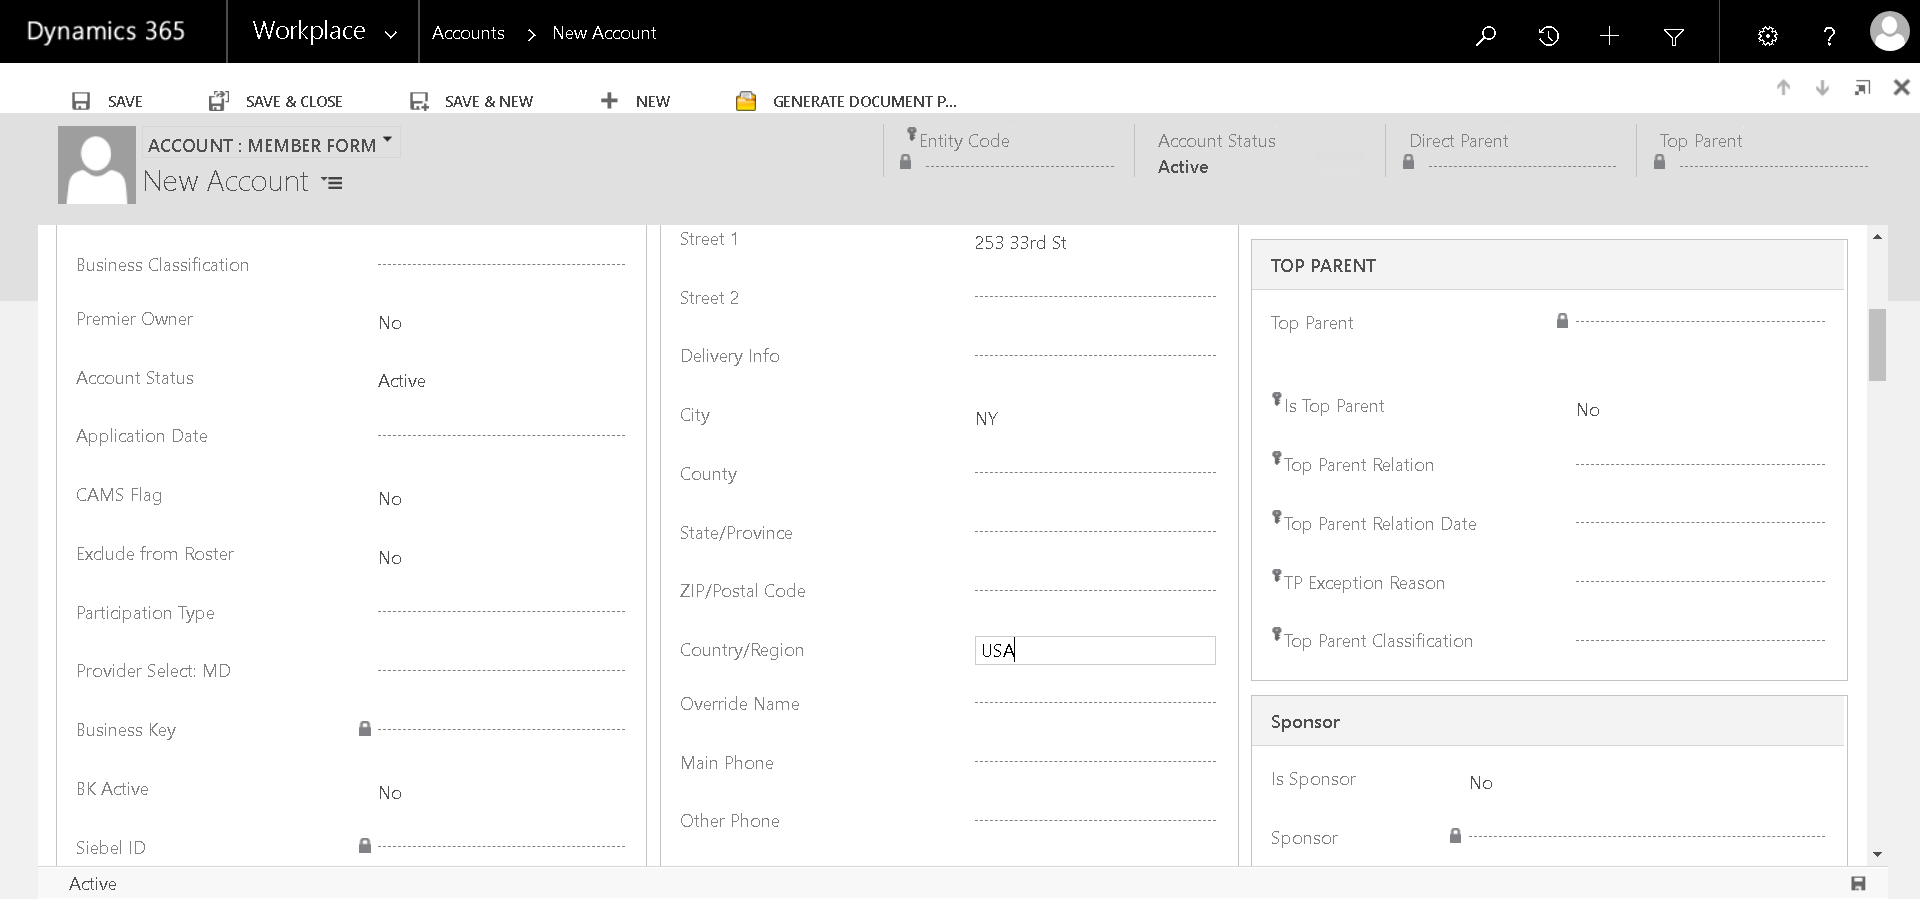 Dynamics 365
Workplace
Accounts > New Account
SAVE
SAVE & CLOSE
SAVE & NEW
NEW
GENERATE DOCUMENT P...
ACCOUNT : MEMBER FORM
New Account
Entity Code
Account Status
Active
Direct Parent
Top Parent
Business Classification
Premier Owner No
Account Status Active
Application Date
CAMS Flag No
Exclude from Roster No
Participation Type
Provider Select: MD
Business Key
BK Active No
Siebel ID
Street 1 253 33rd St
Street 2
Delivery Info
City NY
County
State/Province
ZIP/Postal Code
Country/Region USA
Override Name
Main Phone
Other Phone
TOP PARENT
Top Parent
Is Top Parent No
Top Parent Relation
Top Parent Relation Date
TP Exception Reason
Top Parent Classification
Sponsor
Is Sponsor No
Sponsor
Active